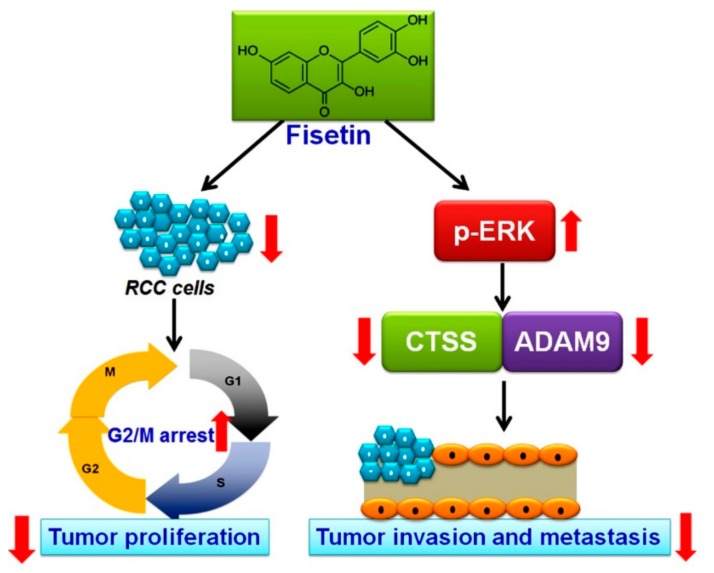 HO
O
OH
OH
OH
O
Fisetin
RCC cells
p-ERK
CTSS
ADAM9
M
G1
G2/M arrest
G2
S
Tumor proliferation
Tumor invasion and metastasis